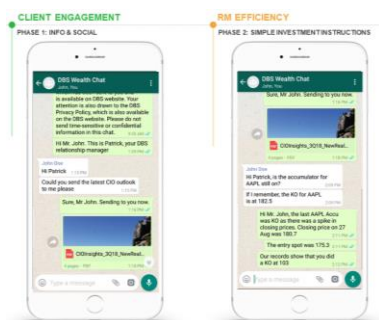 CLIENT ENGAGEMENT
PHASE 1: INFO & SOCIAL
DBS Wealth Chat
John, You
is available on DBS website. Your
attention is also drawn to the DBS
Privacy Policy, which is also available
on the DBS website. Please do not
send time-sensitive or confidential
information in this chat.
Hi Mr John. This is Patrick, your DBS
relationship manager
John Doe
Hi Patrick
Could you send the latest CIO outlook
to me please
Sure, Mr John. Sending to you now.
CIOInsights_3Q18_NewReal...
Type a message
RM EFFICIENCY
PHASE 2: SIMPLE INVESTMENT INSTRUCTIONS
DBS Wealth Chat
John, You
Sure, Mr John. Sending to you now.
CIOInsights_3Q18_NewReal...
John Doe
Hi Patrick, is the accumulator for
AAPL still on?
If I remember, the KO for AAPL
is at 182.5
Hi Mr John, the last AAPL Accu
was KO as there was a spike in
closing prices. Closing price on 27
Aug was 180.7
The entry spot was 175.3
Our records show that you did
a KO at 153
Type a message